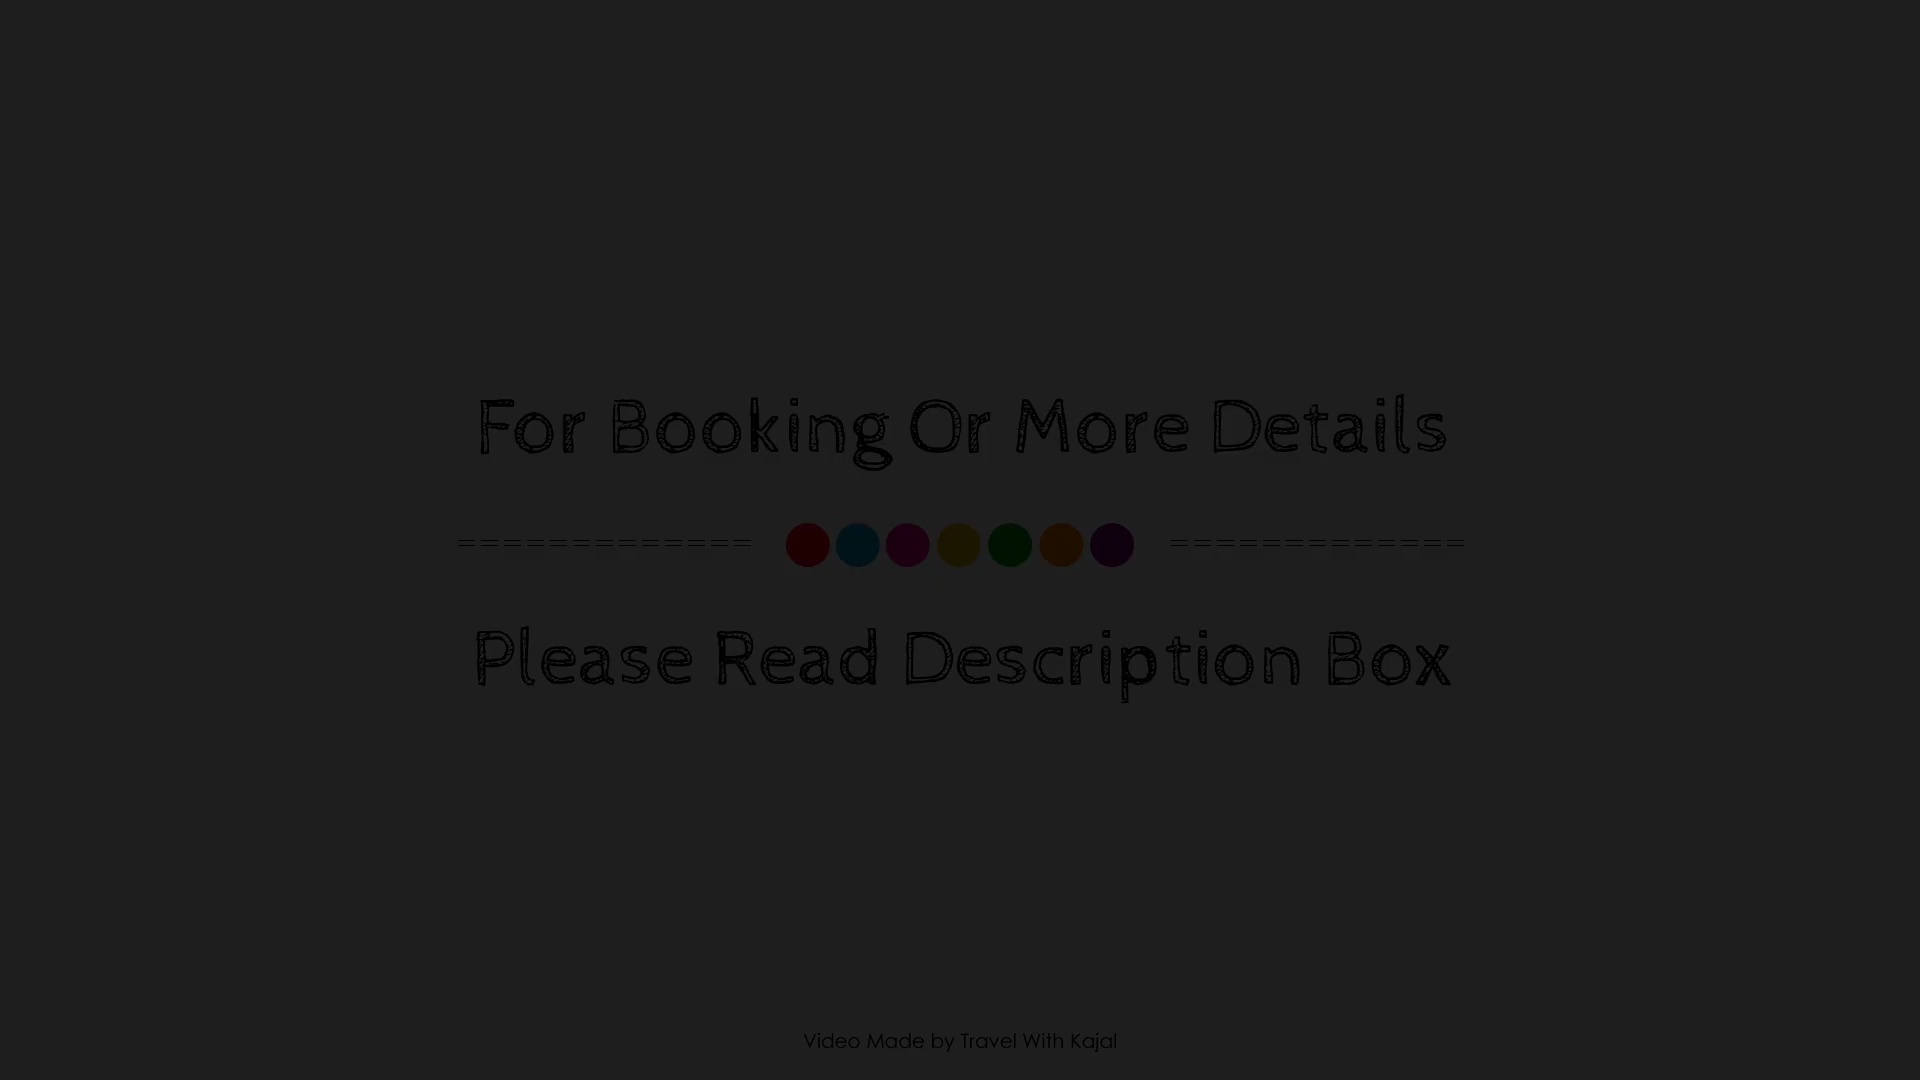 For Booking Or More Details
============= =============
Please Read Description Box
Video Made by Travel With Kajal